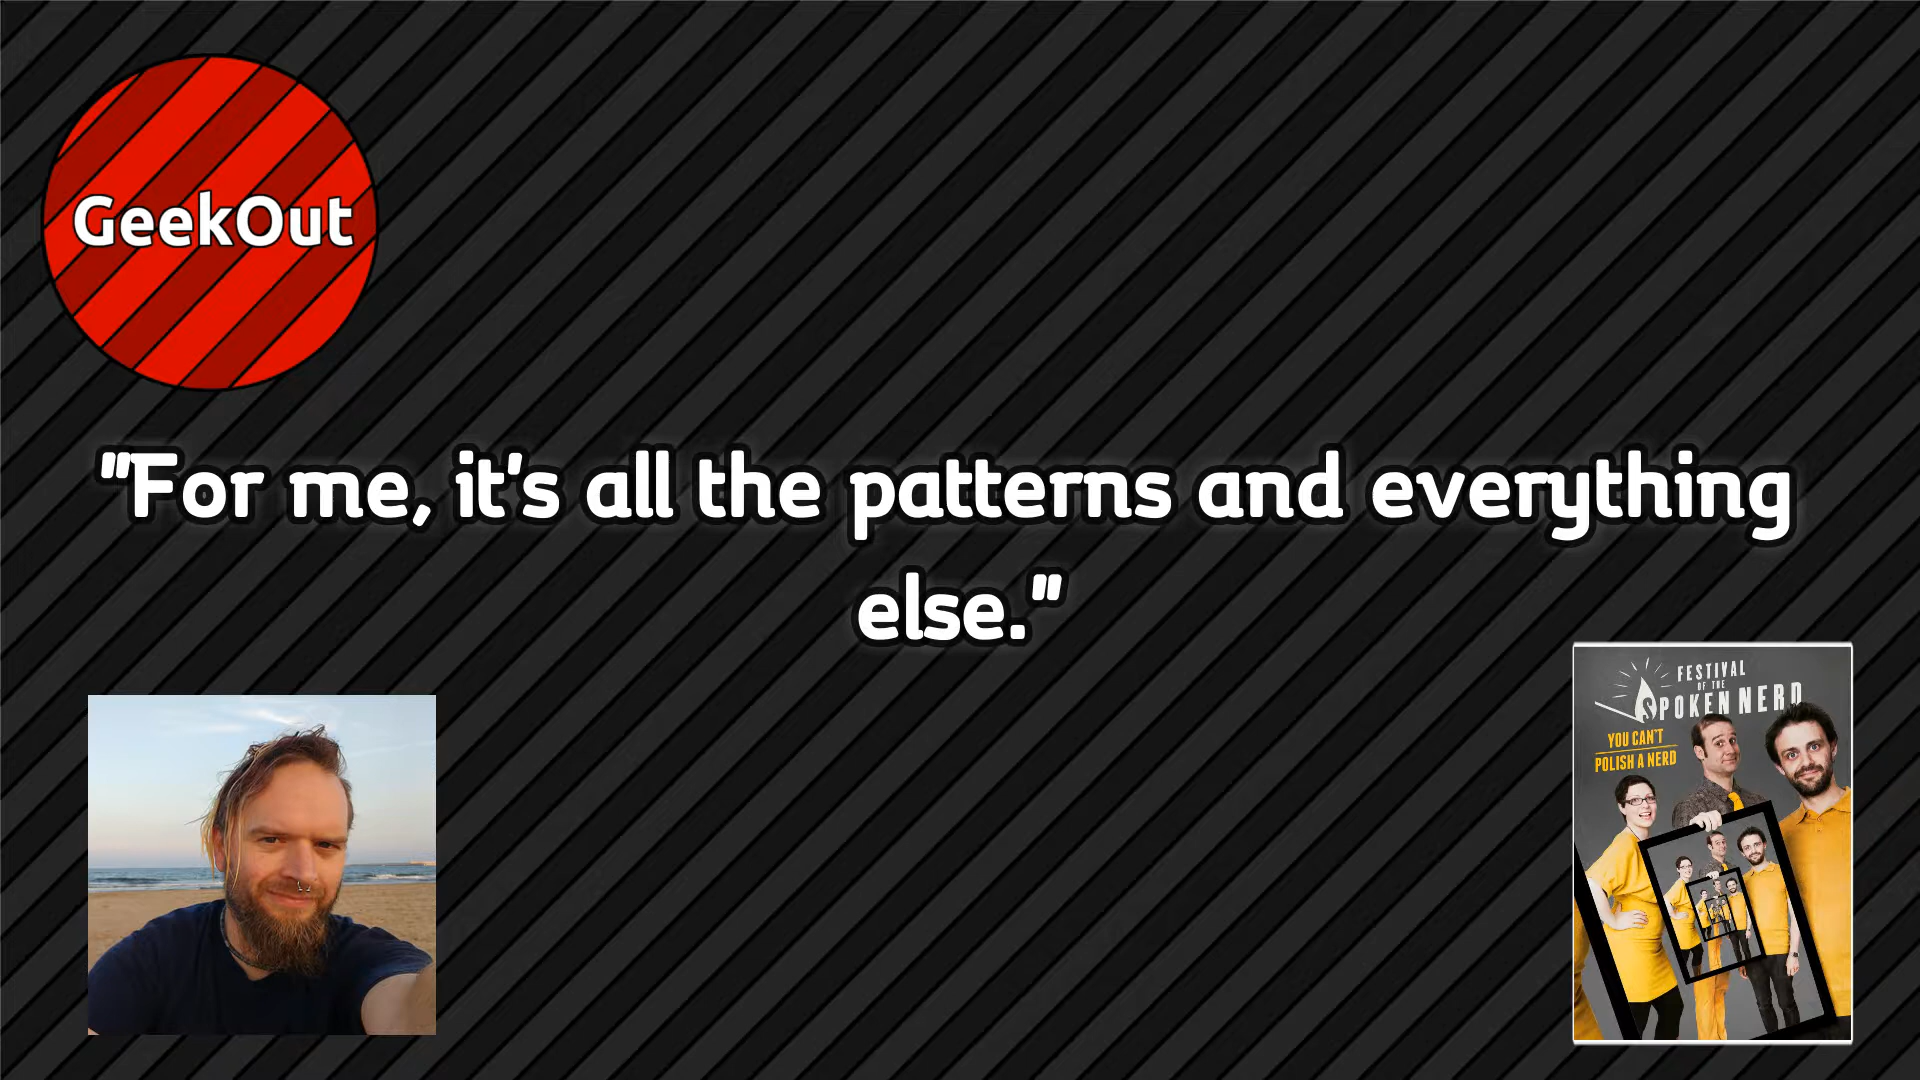 GeekOut
"For me, it's all the patterns and everything
else."
FESTIVAL
OF THE
SPOKEN NERD
YOU CAN'T
POLISH A NERD